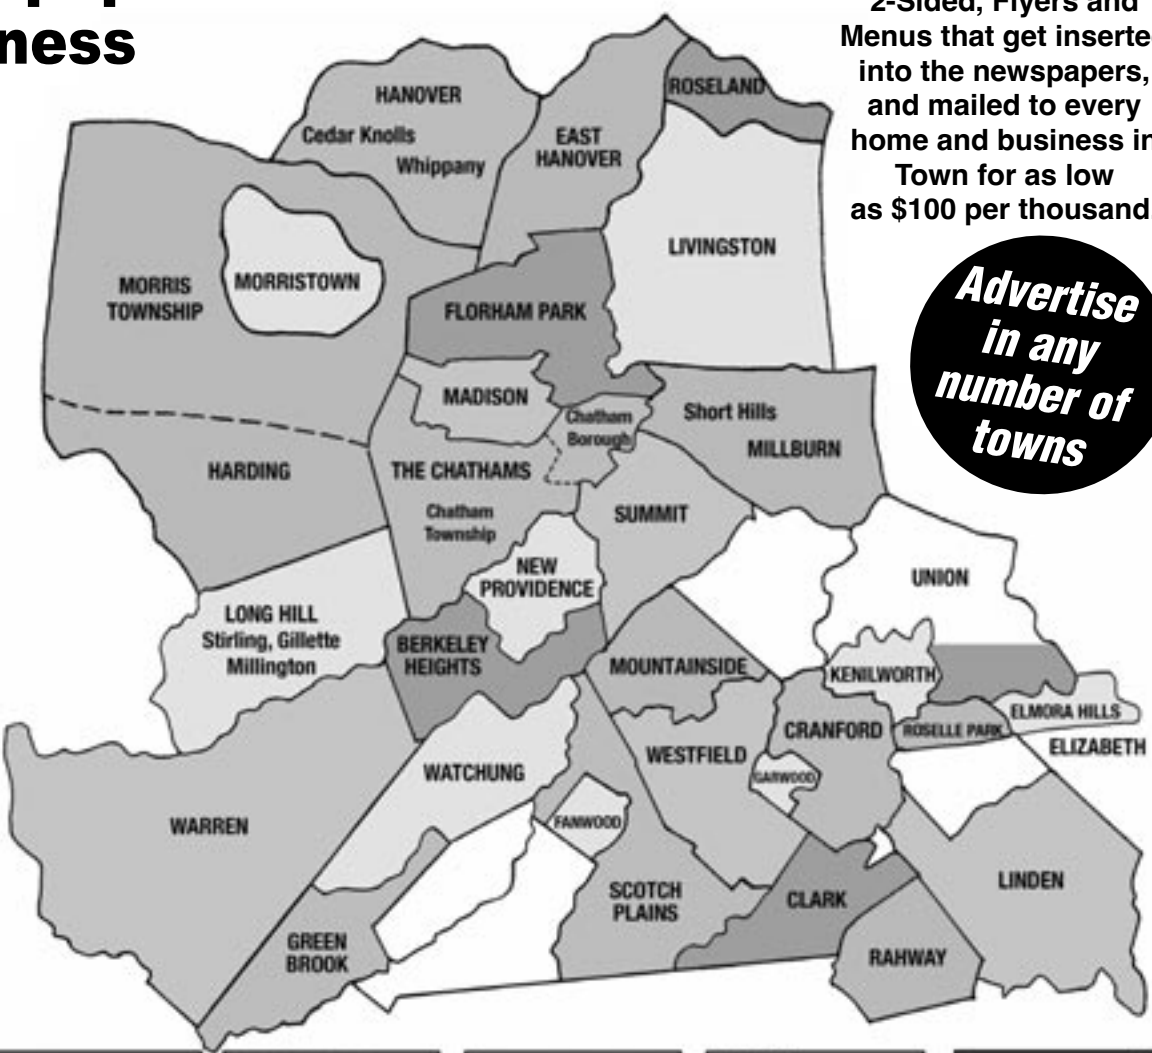 ness
2-Sided, Flyers and
Menus that get inserte
into the newspapers,
and mailed to every
home and business in
Town for as low
as $100 per thousand.
Advertise
in any
number of
towns
ROSELAND
HANOVER
Cedar Knolls
Whippany
EAST
HANOVER
LIVINGSTON
MORRISTOWN
MORRIS
TOWNSHIP
FLORHAM PARK
MADISON
Chatham
Borough
Short Hills
MILLBURN
HARDING
THE CHATHAMS
Chatham
Township
SUMMIT
NEW
PROVIDENCE
UNION
LONG HILL
Stirling, Gillette
Millington
BERKELEY
HEIGHTS
MOUNTAINSIDE
KENILWORTH
ELMORA HILLS
ROSELLE PARK
CRANFORD
ELIZABETH
WESTFIELD
GARWOOD
WATCHUNG
FANWOOD
WARREN
SCOTCH
PLAINS
CLARK
LINDEN
GREEN
BROOK
RAHWAY